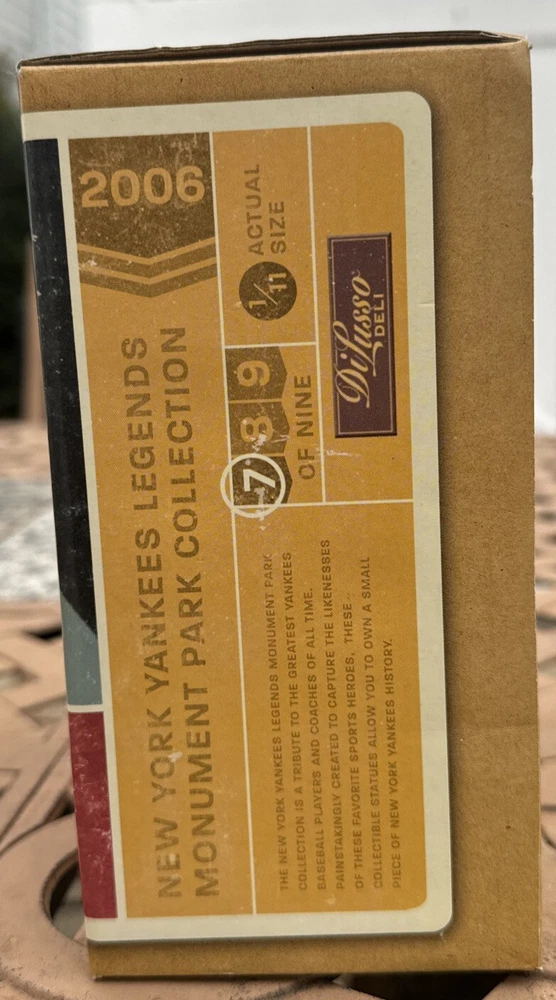 2006
NEW YORK YANKEES LEGENDS
MONUMENT PARK COLLECTION
7 8 9
OF NINE
1/11
ACTUAL
SIZE
DiLusso
DELI
THE NEW YORK YANKEES LEGENDS MONUMENT PARK
COLLECTION IS A TRIBUTE TO THE GREATEST YANKEES
BASEBALL PLAYERS AND COACHES OF ALL TIME.
PAINSTAKINGLY CREATED TO CAPTURE THE LIKENESSES
OF THESE FAVORITE SPORTS HEROES, THESE
COLLECTIBLE STATUES ALLOW YOU TO OWN A SMALL
PIECE OF NEW YORK YANKEES HISTORY.